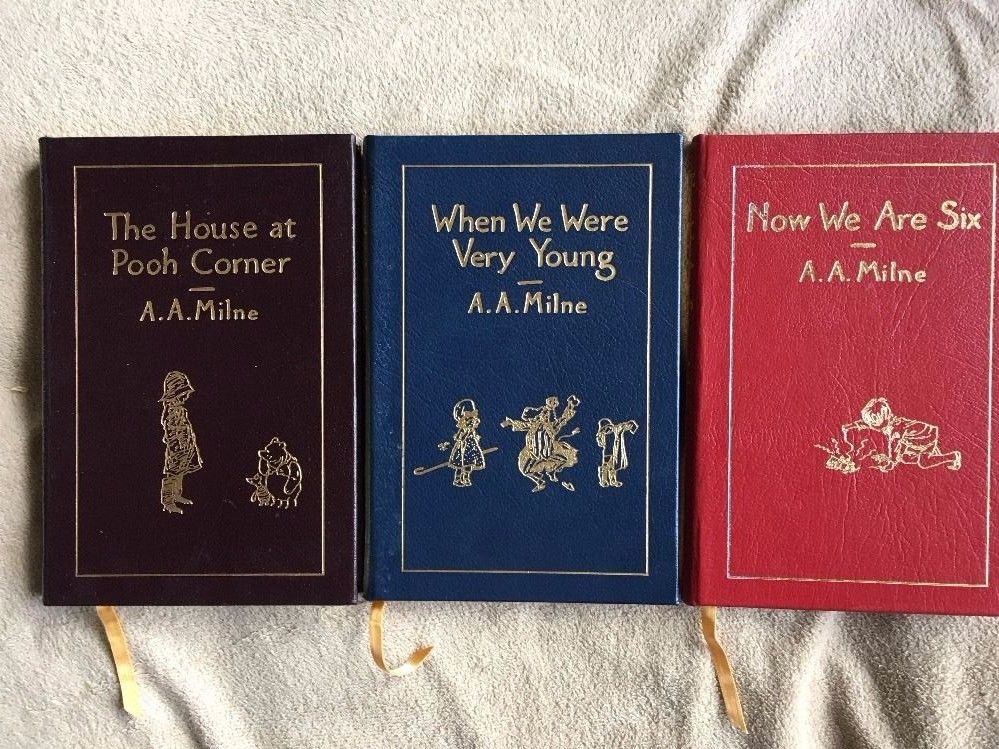 The House at
Pooh Corner
A.A.Milne
When We Were
Very Young
A.A.Milne
Now We Are Six
A.A.Milne